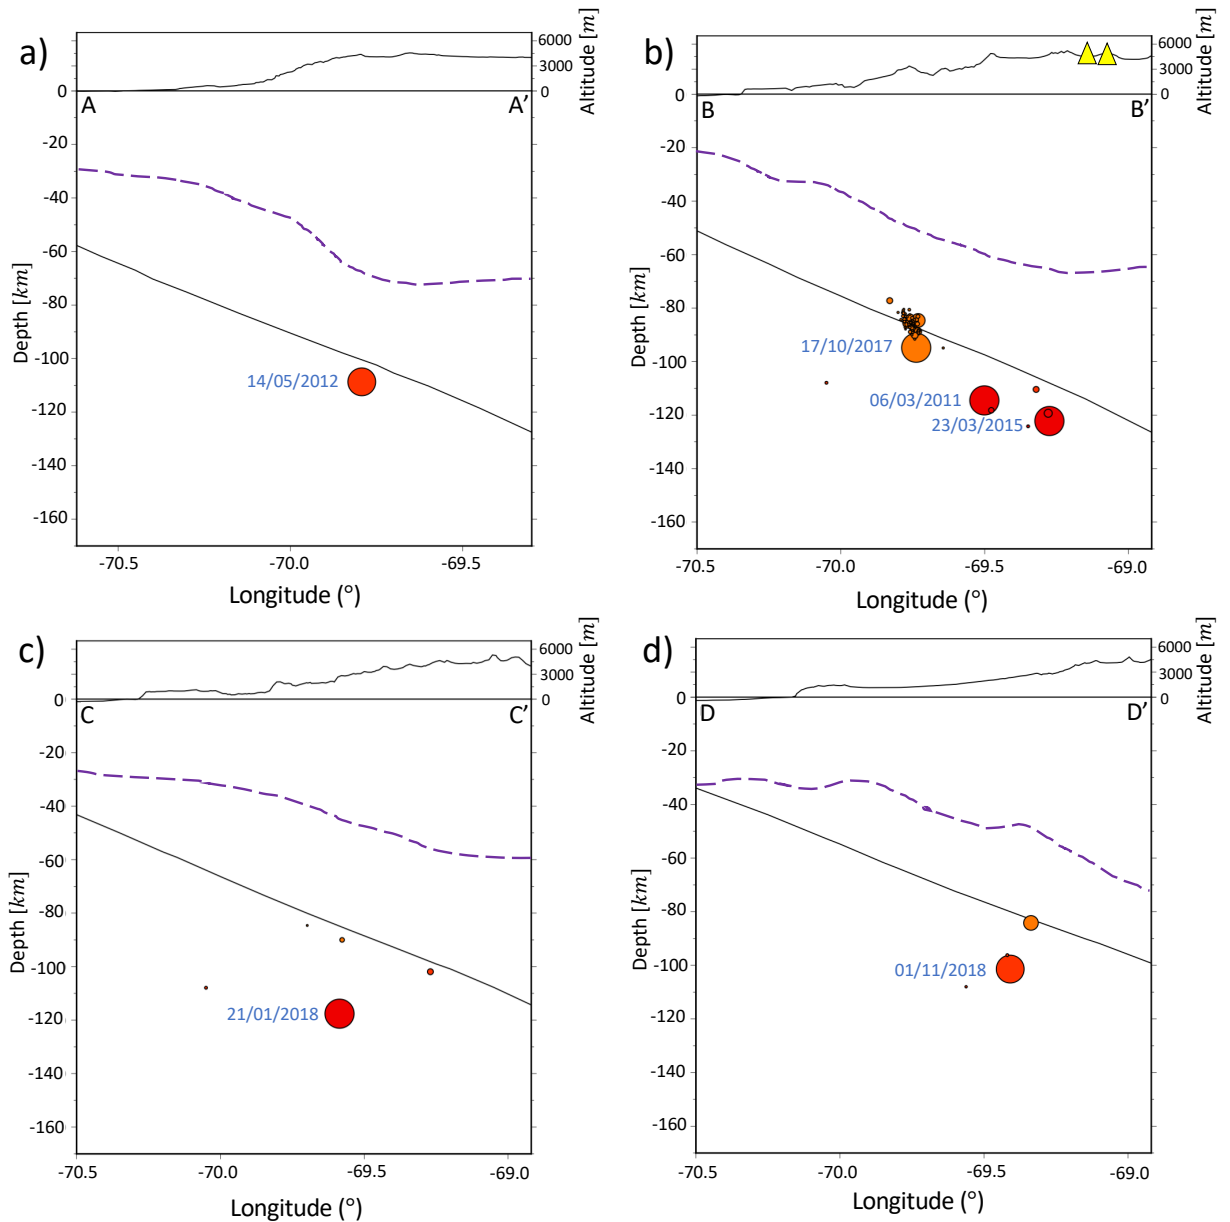 a)
6000
3000
0
Altitude [m]
0
A
A'
-20
-40
-60
-80
-100
-120
-140
-160
Depth [km]
14/05/2012
-70.5
-70.0
-69.5
Longitude (°)
b)
6000
3000
0
Altitude [m]
0
B
B'
-20
-40
-60
-80
-100
-120
-140
-160
Depth [km]
17/10/2017
06/03/2011
23/03/2015
-70.5
-70.0
-69.5
-69.0
Longitude (°)
c)
6000
3000
0
Altitude [m]
0
C
C'
-20
-40
-60
-80
-100
-120
-140
-160
Depth [km]
21/01/2018
-70.5
-70.0
-69.5
-69.0
Longitude (°)
d)
6000
3000
0
Altitude [m]
0
D
D'
-20
-40
-60
-80
-100
-120
-140
-160
Depth [km]
01/11/2018
-70.5
-70.0
-69.5
-69.0
Longitude (°)